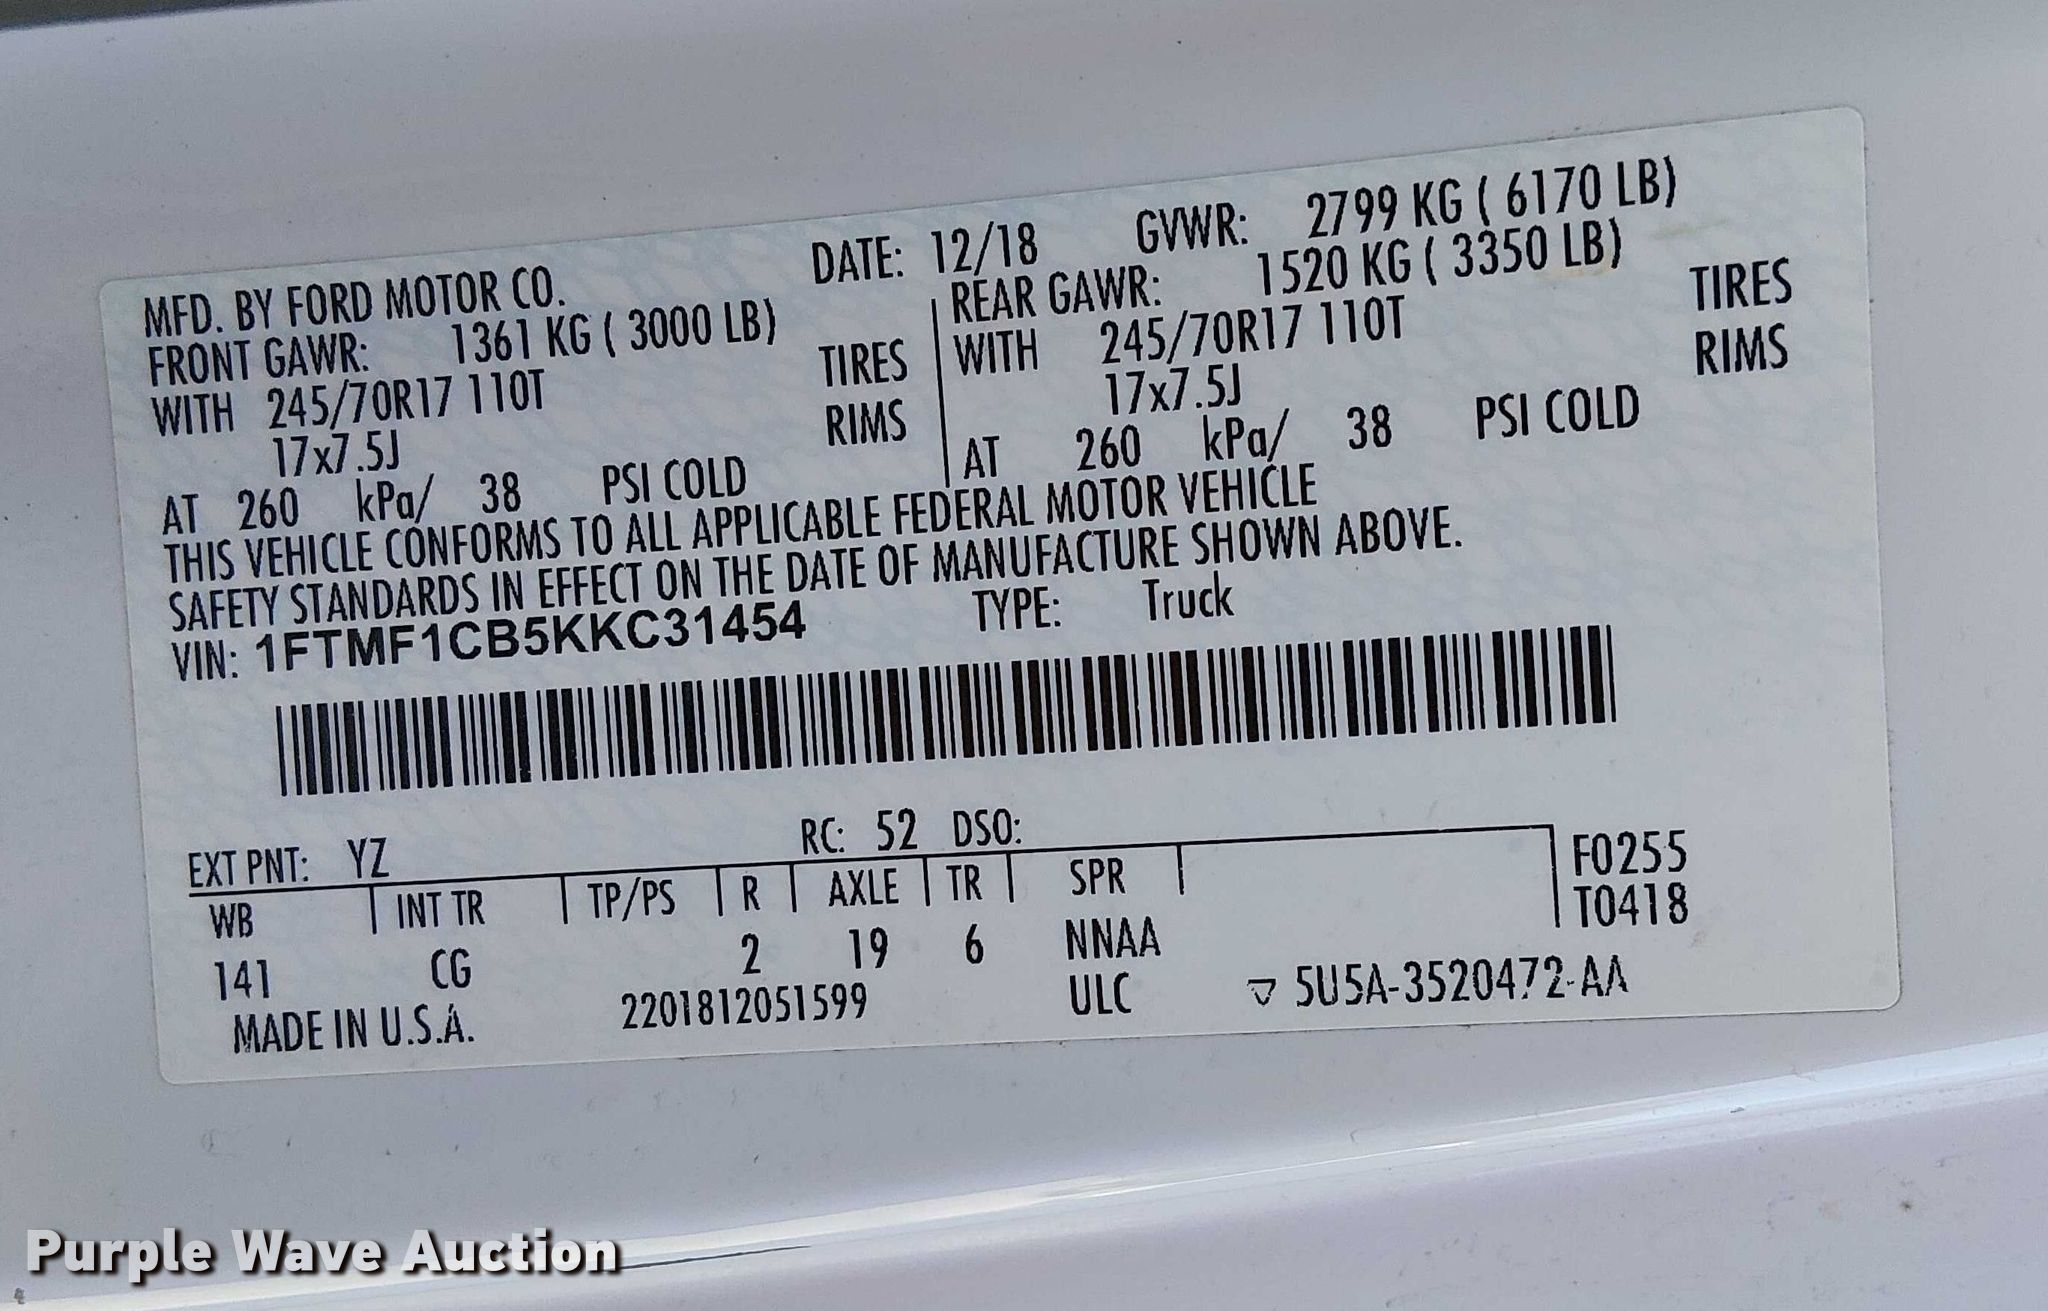 MFD. BY FORD MOTOR CO. DATE: 12/18 GVWR: 2799 KG ( 6170 LB)
FRONT GAWR: 1361 KG ( 3000 LB) REAR GAWR: 1520 KG ( 3350 LB)
WITH 245/70R17 110T TIRES WITH 245/70R17 110T TIRES
17x7.5J RIMS 17x7.5J RIMS
AT 260 kPa/ 38 PSI COLD AT 260 kPa/ 38 PSI COLD
THIS VEHICLE CONFORMS TO ALL APPLICABLE FEDERAL MOTOR VEHICLE
SAFETY STANDARDS IN EFFECT ON THE DATE OF MANUFACTURE SHOWN ABOVE.
VIN: 1FTMF1CB5KKC31454 TYPE: Truck
EXT PNT: YZ RC: 52 DSO:
WB INT TR TP/PS R AXLE TR SPR F0255
141 CG 2 19 6 NNAA T0418
MADE IN U.S.A. 2201812051599 ULC ▽ 5U5A-3520472-AA
Purple Wave Auction